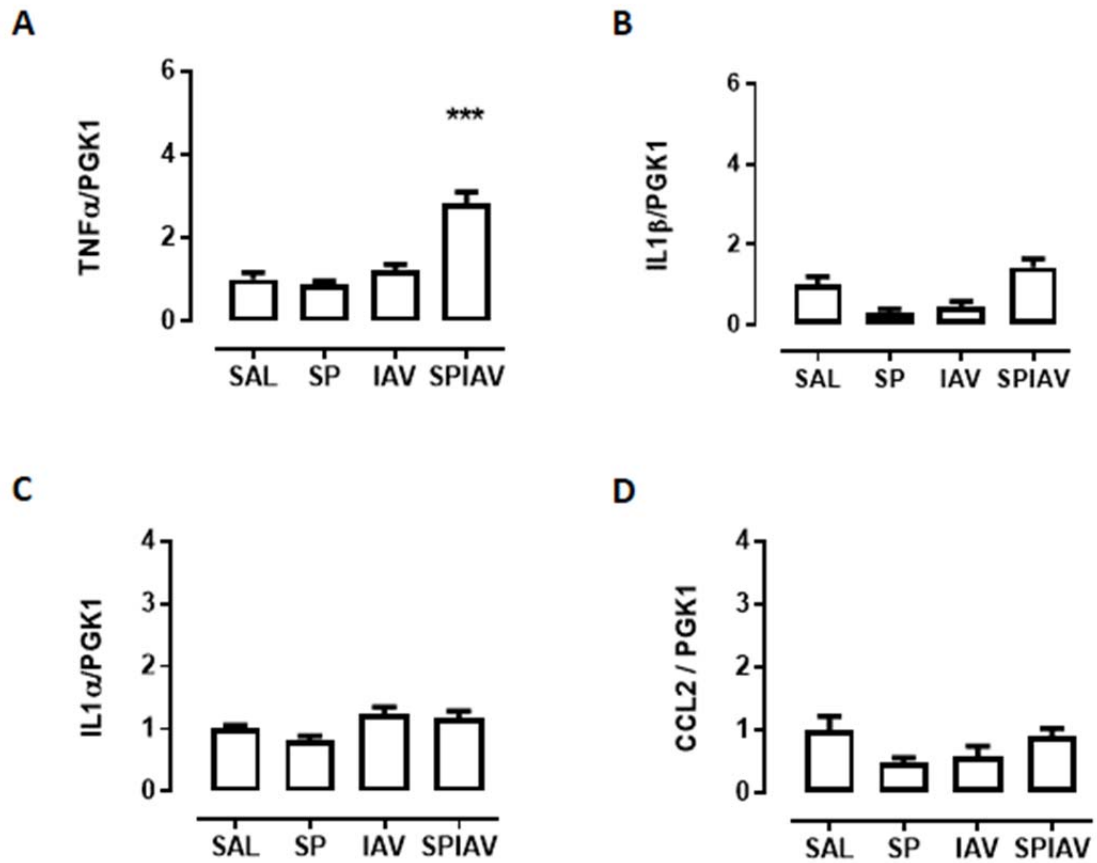 A
TNFα/PGK1
6
4
2
0
***
SAL SP IAV SPIAV
B
IL1β/PGK1
6
4
2
0
SAL SP IAV SPIAV
C
IL1α/PGK1
4
3
2
1
0
SAL SP IAV SPIAV
D
CCL2 / PGK1
4
3
2
1
0
SAL SP IAV SPIAV